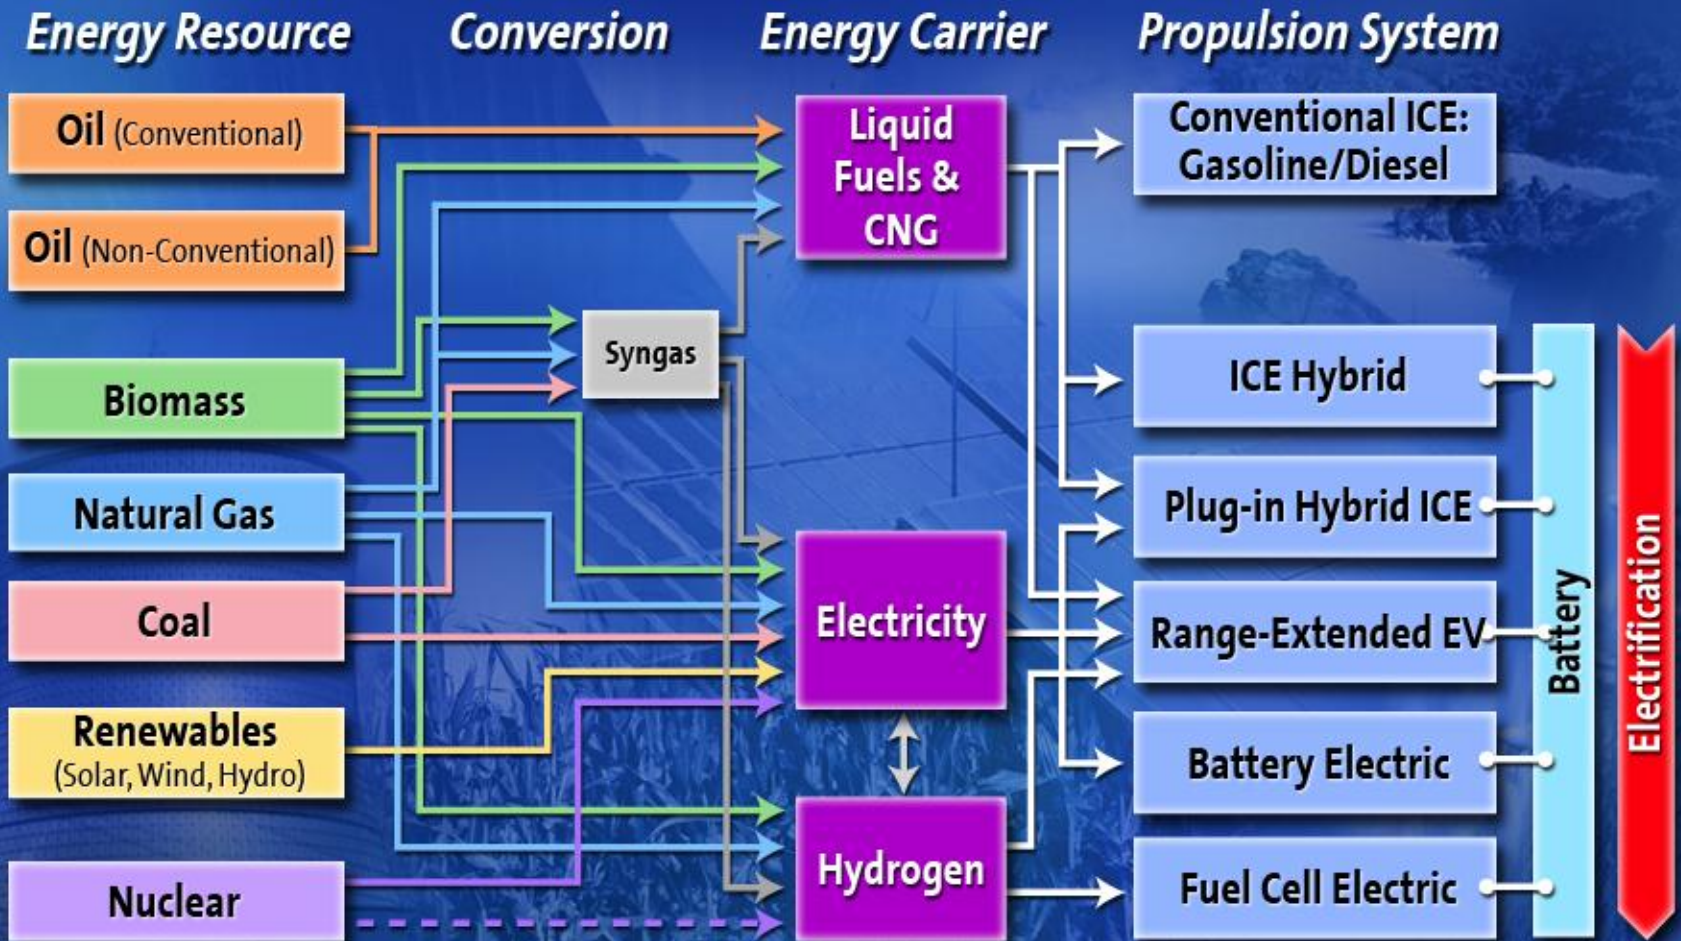 Energy Resource
Conversion
Energy Carrier
Propulsion System
Oil (Conventional)
Oil (Non-Conventional)
Biomass
Natural Gas
Coal
Renewables
(Solar, Wind, Hydro)
Nuclear
Syngas
Liquid
Fuels &
CNG
Electricity
Hydrogen
Conventional ICE:
Gasoline/Diesel
ICE Hybrid
Plug-in Hybrid ICE
Range-Extended EV
Battery Electric
Fuel Cell Electric
Battery
Electrification